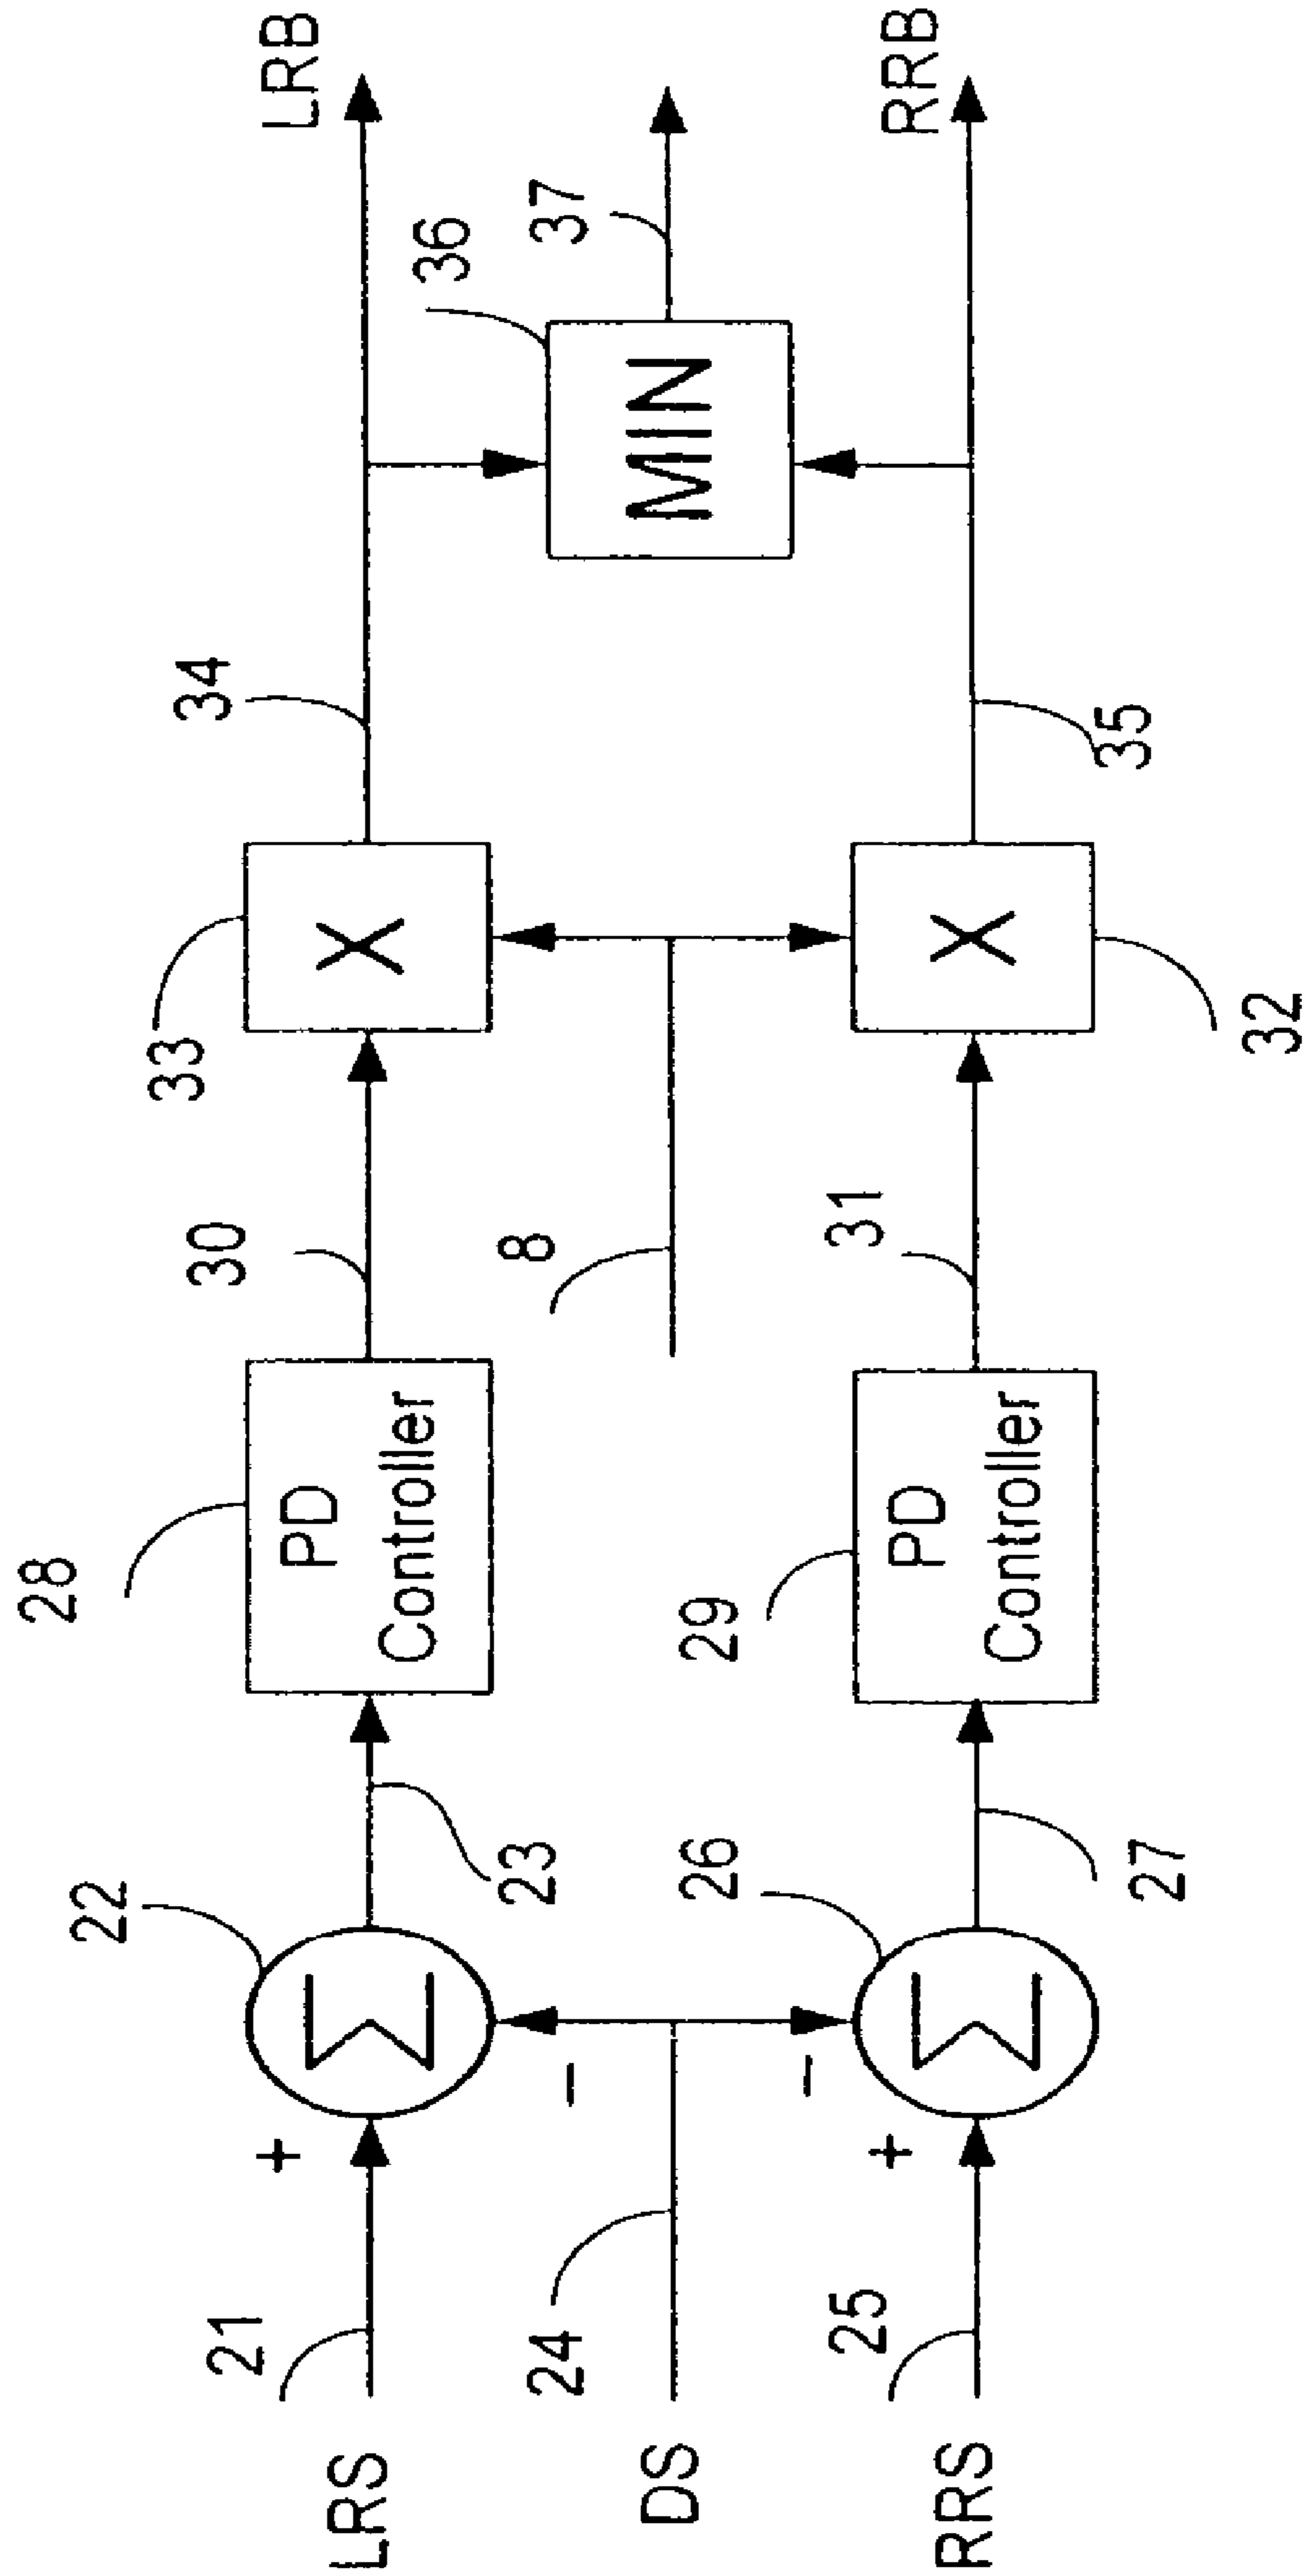 LRB
34
33
36
30
28
PD
Controller
X
MIN
37
22
Σ
23
+
21
LRS
8
-
-
24
DS
RRB
31
29
PD
Controller
X
35
32
26
Σ
27
+
25
RRS